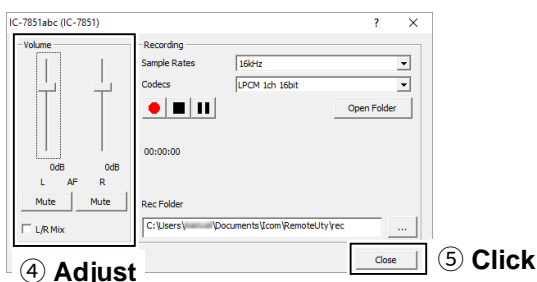 IC-7851abc (IC-7851) ? ×
Volume
0dB 0dB
L AF R
Mute Mute
L/R Mix
Recording
Sample Rates 16kHz
Codecs LPCM 1ch 16bit
Open Folder
00:00:00
Rec Folder
C:\Users\ \Documents\Icom\RemoteUty\rec ...
Close
④ Adjust
⑤ Click